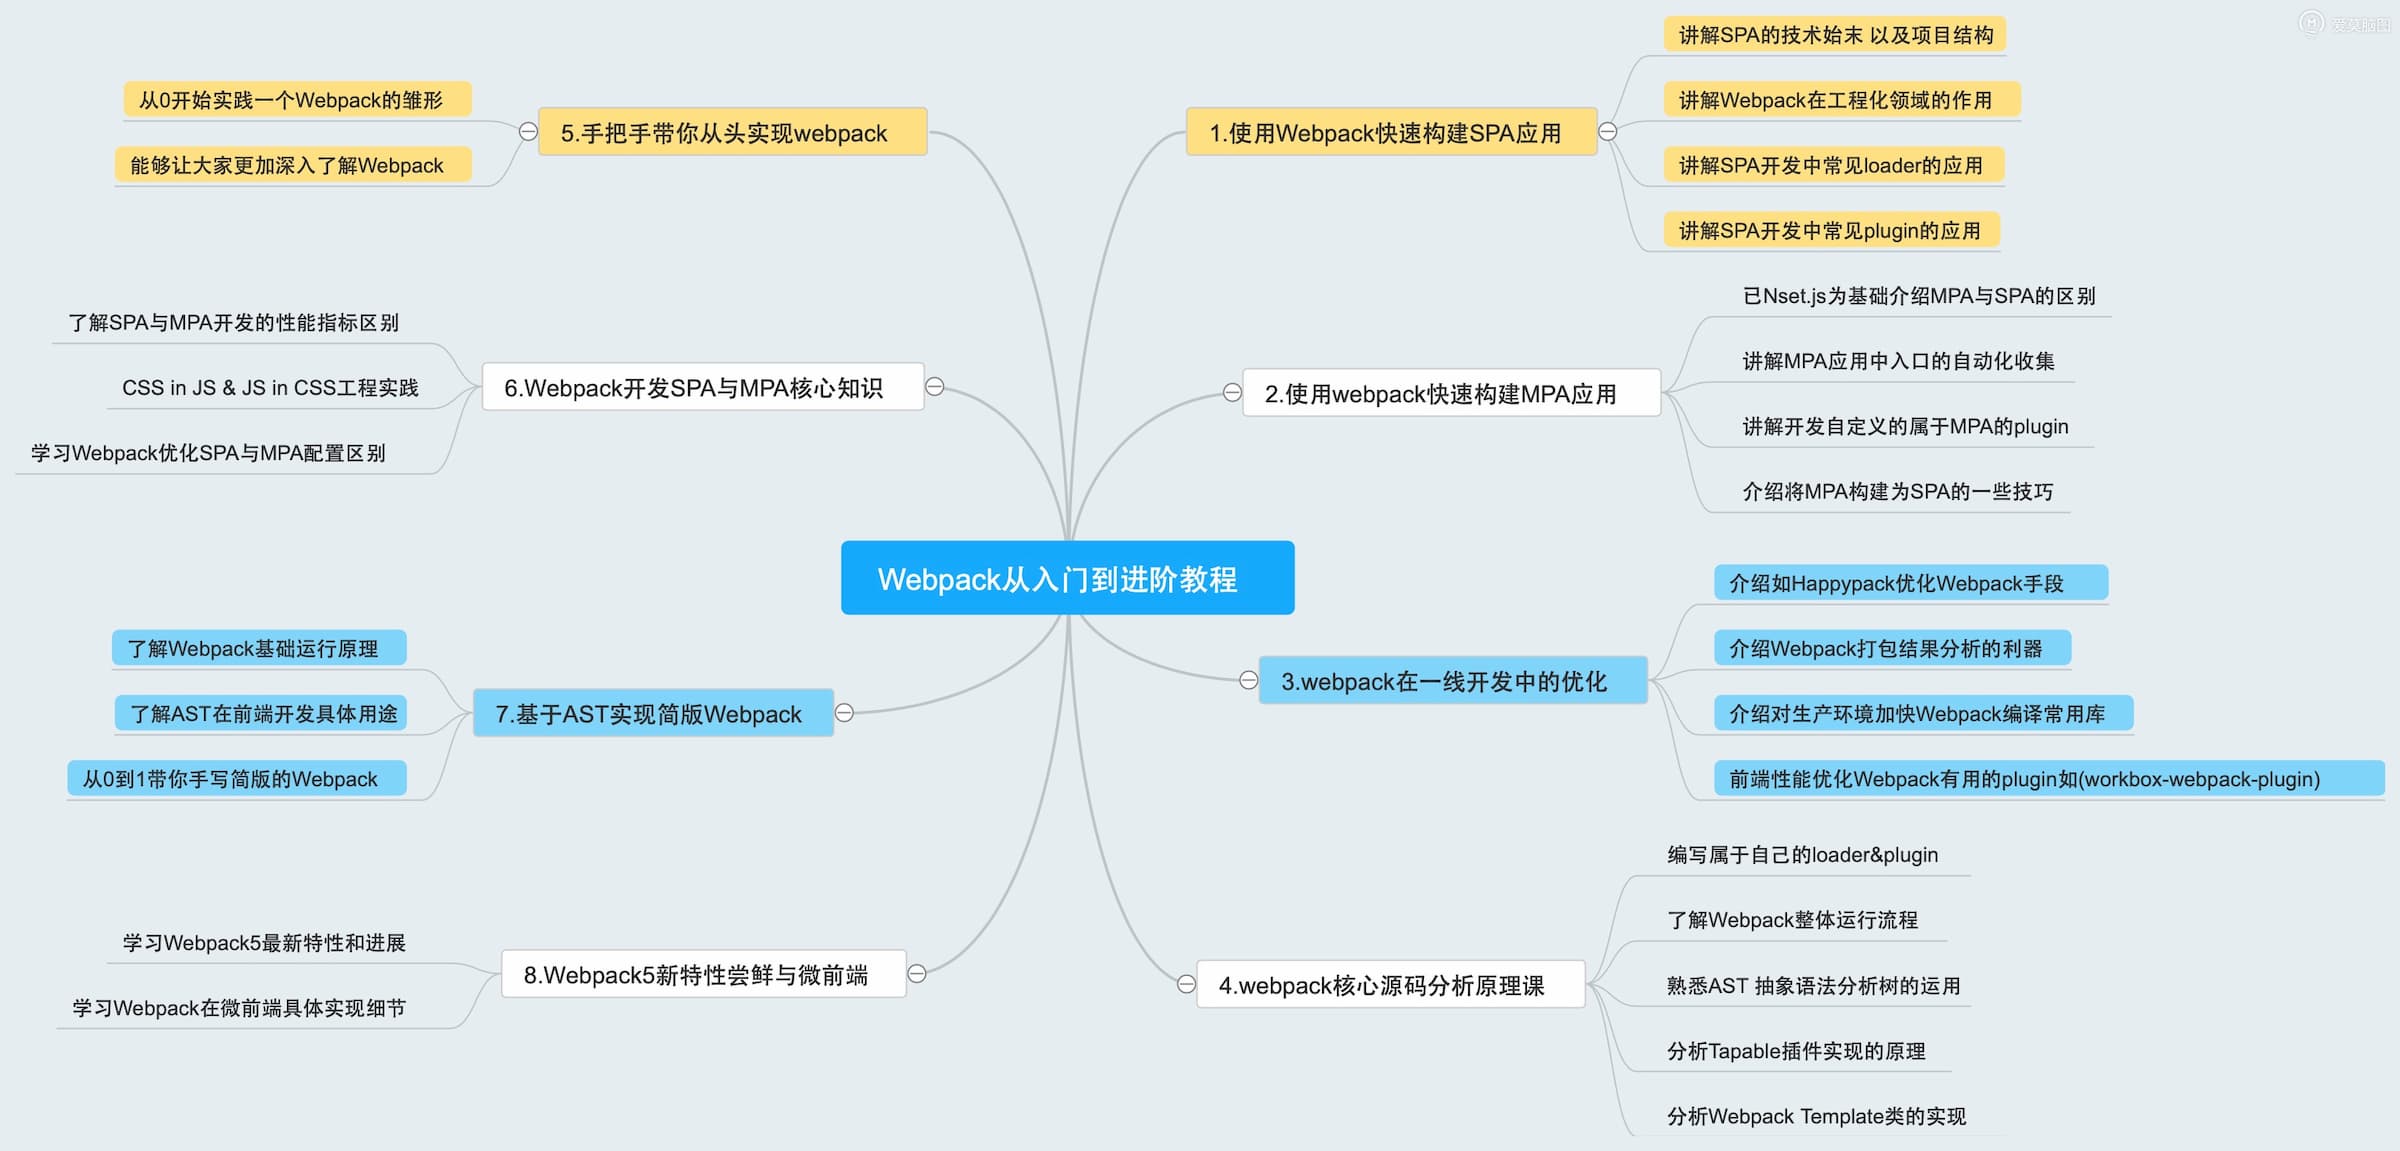 爱莫脑图
Webpack从入门到进阶教程
1.使用Webpack快速构建SPA应用
讲解SPA的技术始末 以及项目结构
讲解Webpack在工程化领域的作用
讲解SPA开发中常见loader的应用
讲解SPA开发中常见plugin的应用
2.使用webpack快速构建MPA应用
已Nset.js为基础介绍MPA与SPA的区别
讲解MPA应用中入口的自动化收集
讲解开发自定义的属于MPA的plugin
介绍将MPA构建为SPA的一些技巧
3.webpack在一线开发中的优化
介绍如Happypack优化Webpack手段
介绍Webpack打包结果分析的利器
介绍对生产环境加快Webpack编译常用库
前端性能优化Webpack有用的plugin如(workbox-webpack-plugin)
4.webpack核心源码分析原理课
编写属于自己的loader&plugin
了解Webpack整体运行流程
熟悉AST 抽象语法分析树的运用
分析Tapable插件实现的原理
分析Webpack Template类的实现
5.手把手带你从头实现webpack
从0开始实践一个Webpack的雏形
能够让大家更加深入了解Webpack
6.Webpack开发SPA与MPA核心知识
了解SPA与MPA开发的性能指标区别
CSS in JS & JS in CSS工程实践
学习Webpack优化SPA与MPA配置区别
7.基于AST实现简版Webpack
了解Webpack基础运行原理
了解AST在前端开发具体用途
从0到1带你手写简版的Webpack
8.Webpack5新特性尝鲜与微前端
学习Webpack5最新特性和进展
学习Webpack在微前端具体实现细节